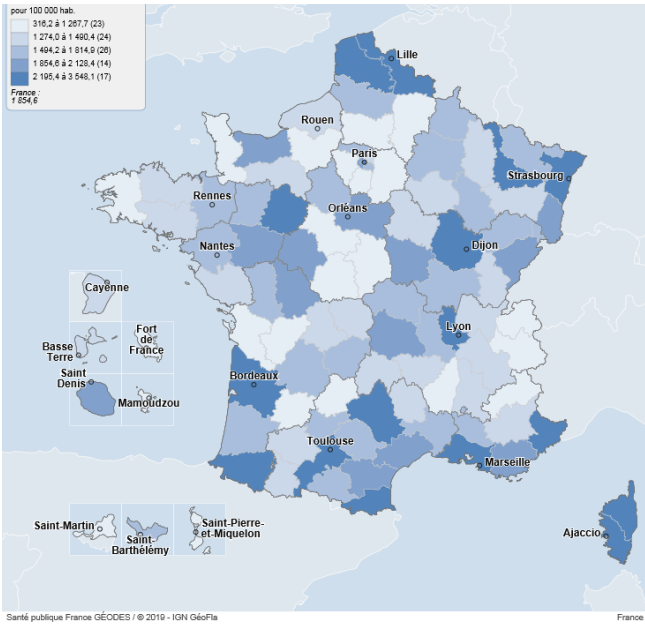 pour 100 000 hab.
316,2 à 1 267,7 (23)
1 274,0 à 1 490,4 (24)
1 494,2 à 1 814,9 (26)
1 854,6 à 2 128,4 (14)
2 195,4 à 3 548,1 (17)
France :
1 854,6
Lille
Rouen
Paris
Strasbourg
Rennes
Orléans
Nantes
Dijon
Cayenne
Lyon
Basse
Terre
Fort
de
France
Saint
Denis
Mamoudzou
Bordeaux
Toulouse
Marseille
Saint-Martin
Saint-
Barthélémy
Saint-Pierre-
et-Miquelon
Ajaccio
Santé publique France GÉODES / © 2019 - IGN GéoFla
France